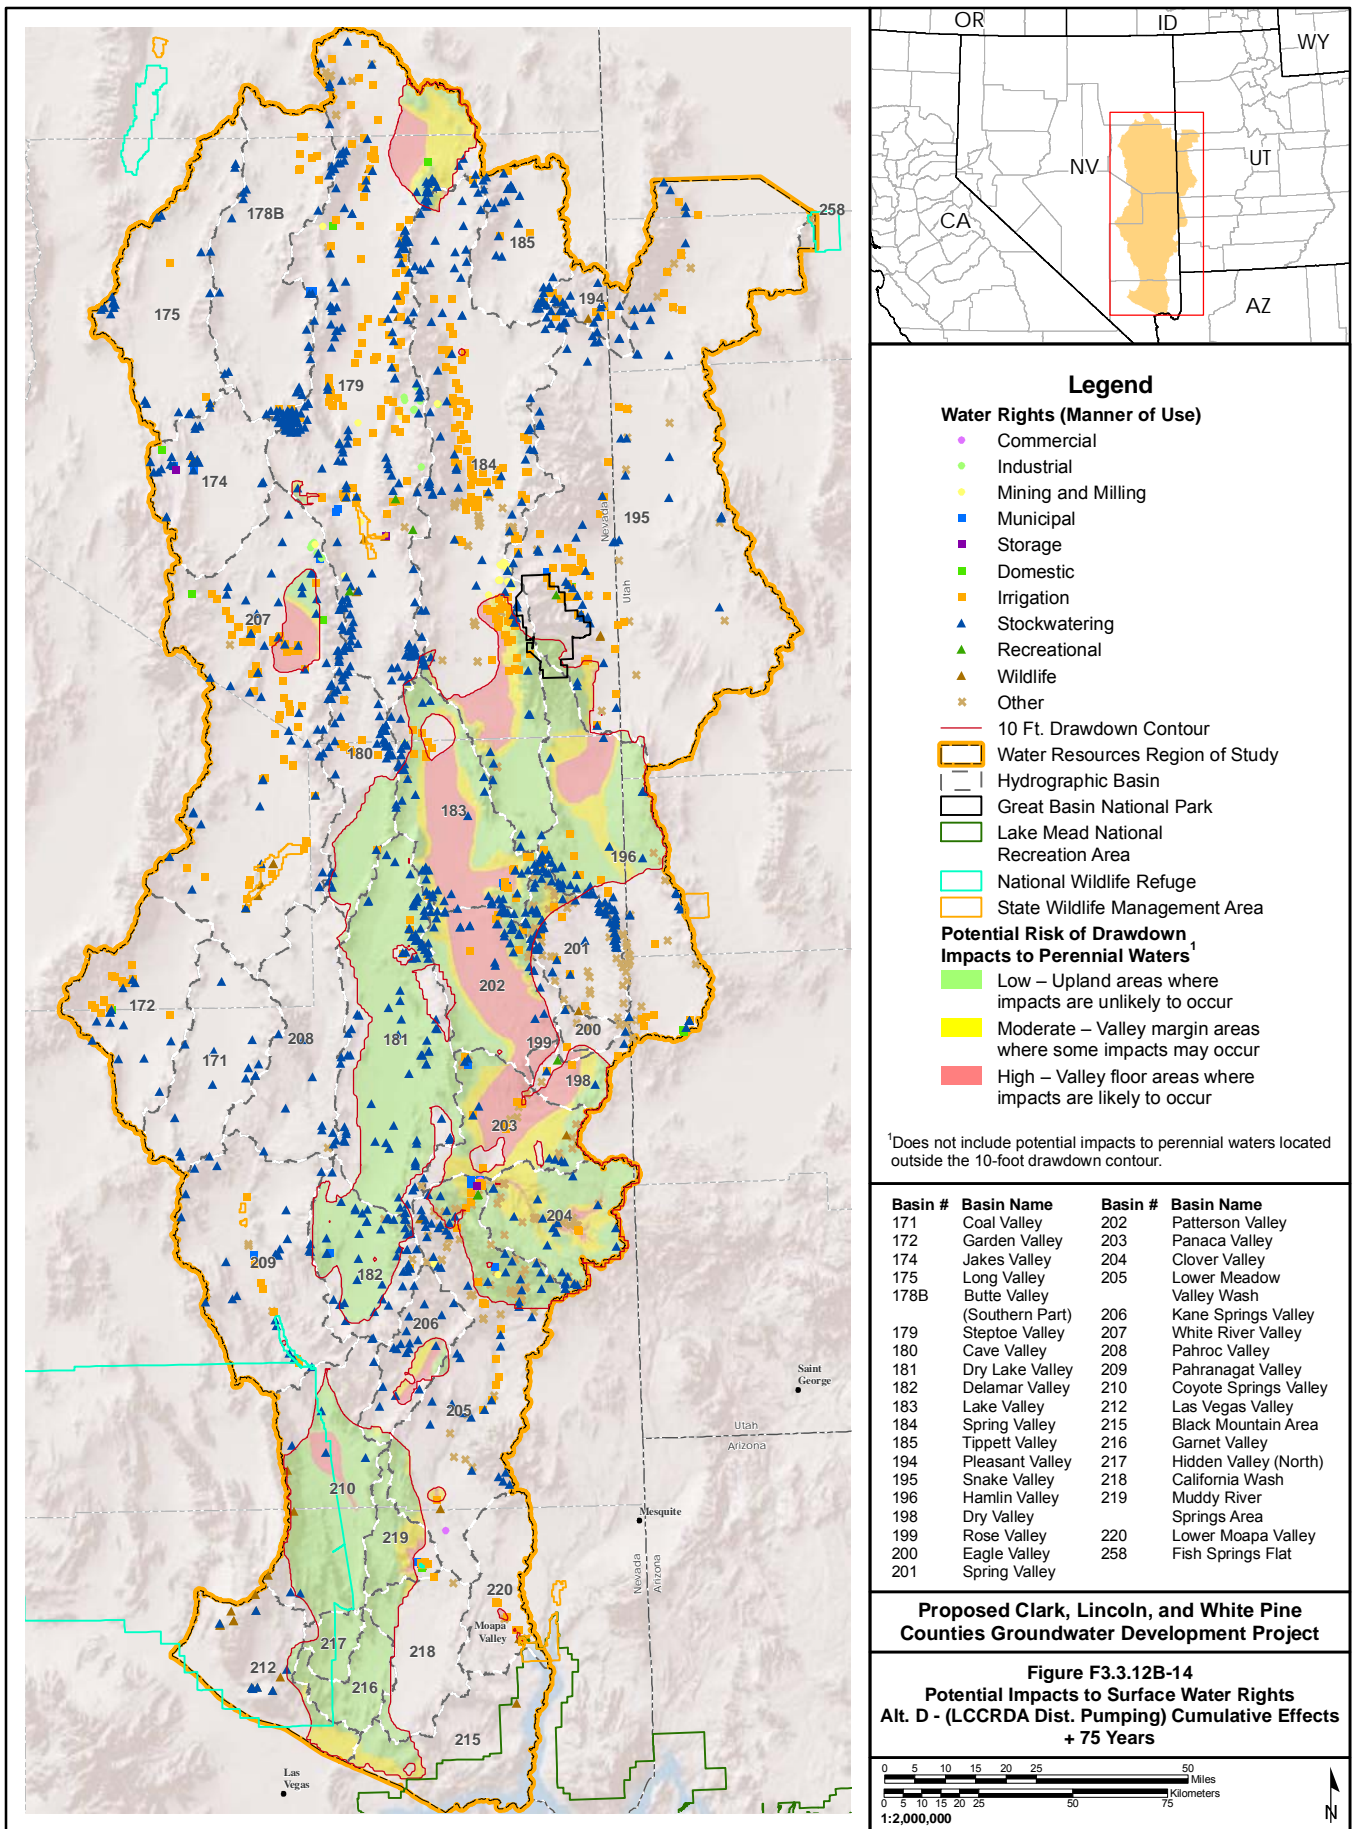 OR
ID
WY
NV
UT
CA
AZ
258
178B
185
175
194
179
184
174
195
Nevada
Utah
207
180
183
196
201
202
172
200
208
181
171
199
198
203
204
209
182
206
Saint
George
205
Utah
Arizona
210
219
Mesquite
Nevada
Arizona
220
Moapa
Valley
217
218
212
216
215
Las
Vegas
Legend
Water Rights (Manner of Use)
Commercial
Industrial
Mining and Milling
Municipal
Storage
Domestic
Irrigation
Stockwatering
Recreational
Wildlife
Other
10 Ft. Drawdown Contour
Water Resources Region of Study
Hydrographic Basin
Great Basin National Park
Lake Mead National
Recreation Area
National Wildlife Refuge
State Wildlife Management Area
Potential Risk of Drawdown
Impacts to Perennial Waters1
Low – Upland areas where
impacts are unlikely to occur
Moderate – Valley margin areas
where some impacts may occur
High – Valley floor areas where
impacts are likely to occur
1Does not include potential impacts to perennial waters located
outside the 10-foot drawdown contour.
Basin # Basin Name Basin # Basin Name
171 Coal Valley 202 Patterson Valley
172 Garden Valley 203 Panaca Valley
174 Jakes Valley 204 Clover Valley
175 Long Valley 205 Lower Meadow
178B Butte Valley Valley Wash
(Southern Part) 206 Kane Springs Valley
179 Steptoe Valley 207 White River Valley
180 Cave Valley 208 Pahroc Valley
181 Dry Lake Valley 209 Pahranagat Valley
182 Delamar Valley 210 Coyote Springs Valley
183 Lake Valley 212 Las Vegas Valley
184 Spring Valley 215 Black Mountain Area
185 Tippett Valley 216 Garnet Valley
194 Pleasant Valley 217 Hidden Valley (North)
195 Snake Valley 218 California Wash
196 Hamlin Valley 219 Muddy River
198 Dry Valley Springs Area
199 Rose Valley 220 Lower Moapa Valley
200 Eagle Valley 258 Fish Springs Flat
201 Spring Valley
Proposed Clark, Lincoln, and White Pine
Counties Groundwater Development Project
Figure F3.3.12B-14
Potential Impacts to Surface Water Rights
Alt. D - (LCCRDA Dist. Pumping) Cumulative Effects
+ 75 Years
0 5 10 15 20 25 50
Miles
Kilometers
0 5 10 15 20 25 50 75
1:2,000,000
N